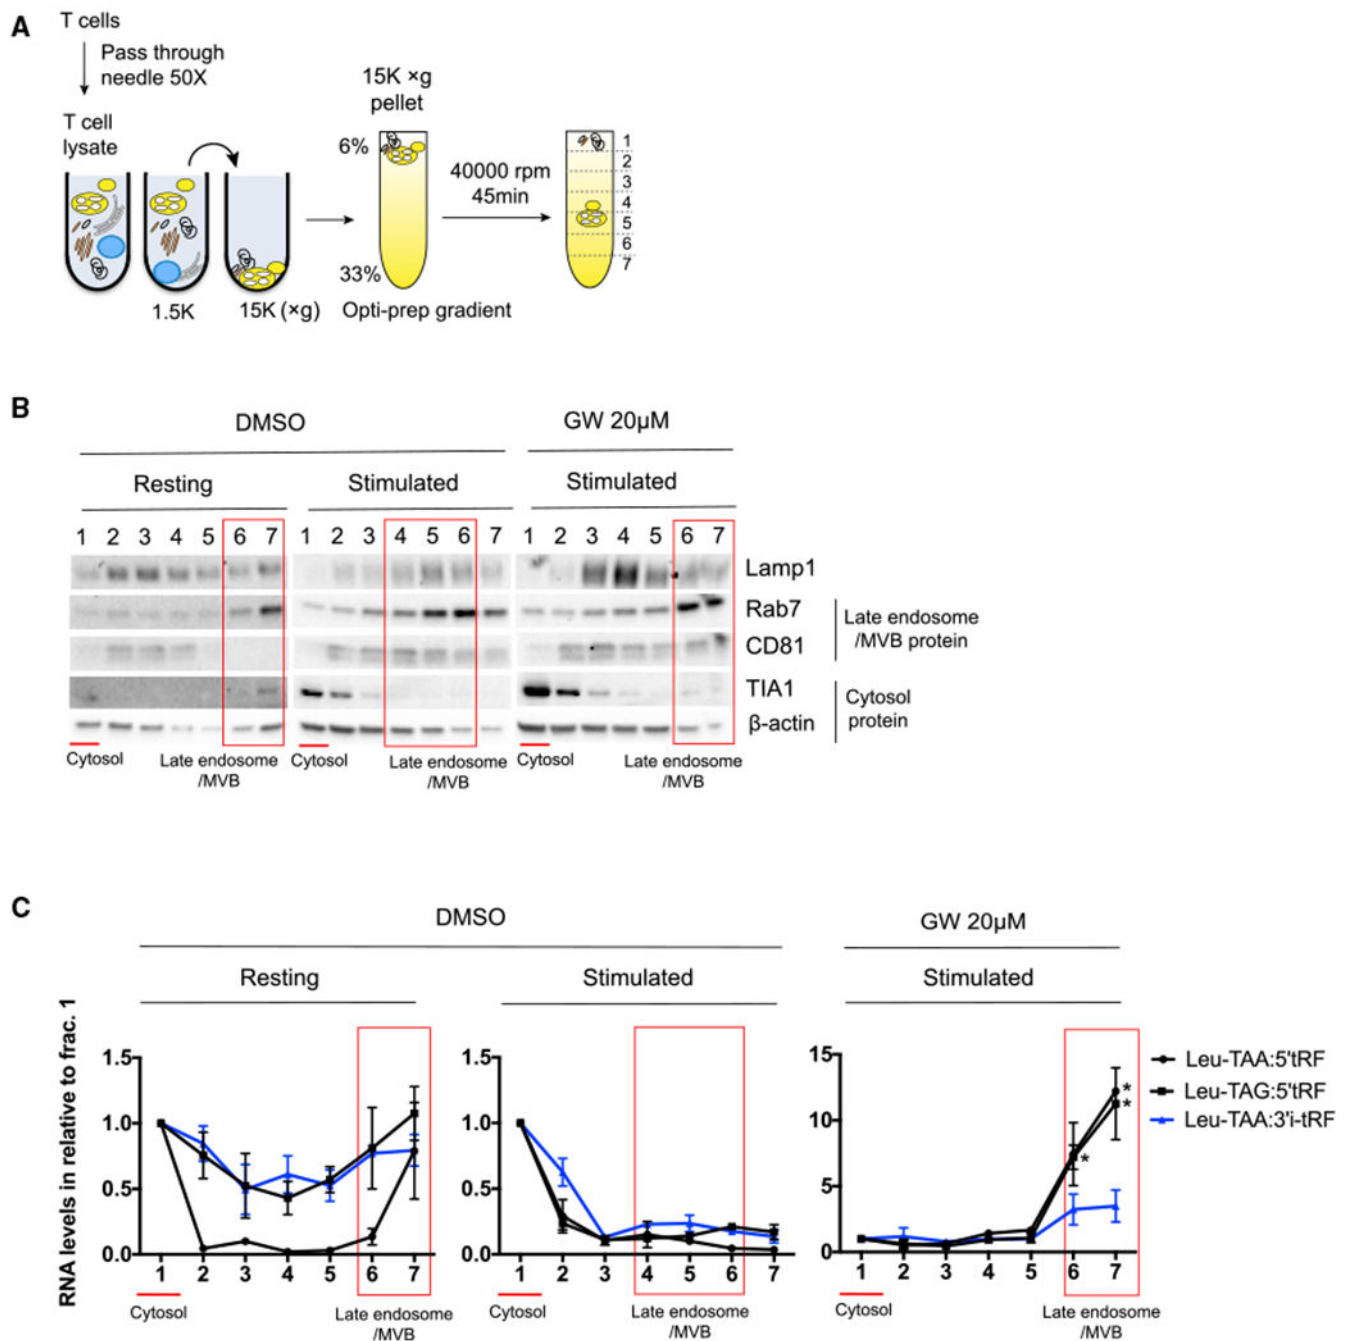 A
T cells
Pass through
needle 50X
T cell
lysate
1.5K
15K (×g)
15K ×g
pellet
6%
33%
Opti-prep gradient
40000 rpm
45min
1
2
3
4
5
6
7
B
DMSO
GW 20µM
Resting
Stimulated
Stimulated
1 2 3 4 5 6 7 1 2 3 4 5 6 7 1 2 3 4 5 6 7
Lamp1
Rab7
CD81
TIA1
β-actin
Late endosome
/MVB protein
Cytosol
protein
Cytosol
Late endosome
/MVB
Cytosol
Late endosome
/MVB
Cytosol
Late endosome
/MVB
C
DMSO
GW 20µM
Resting
Stimulated
Stimulated
RNA levels in relative to frac. 1
1.5
1.0
0.5
0.0
1 2 3 4 5 6 7
Cytosol
Late endosome
/MVB
1.5
1.0
0.5
0.0
1 2 3 4 5 6 7
Cytosol
Late endosome
/MVB
15
10
5
0
* 
*
*
1 2 3 4 5 6 7
Cytosol
Late endosome
/MVB
Leu-TAA:5'tRF
Leu-TAG:5'tRF
Leu-TAA:3'i-tRF